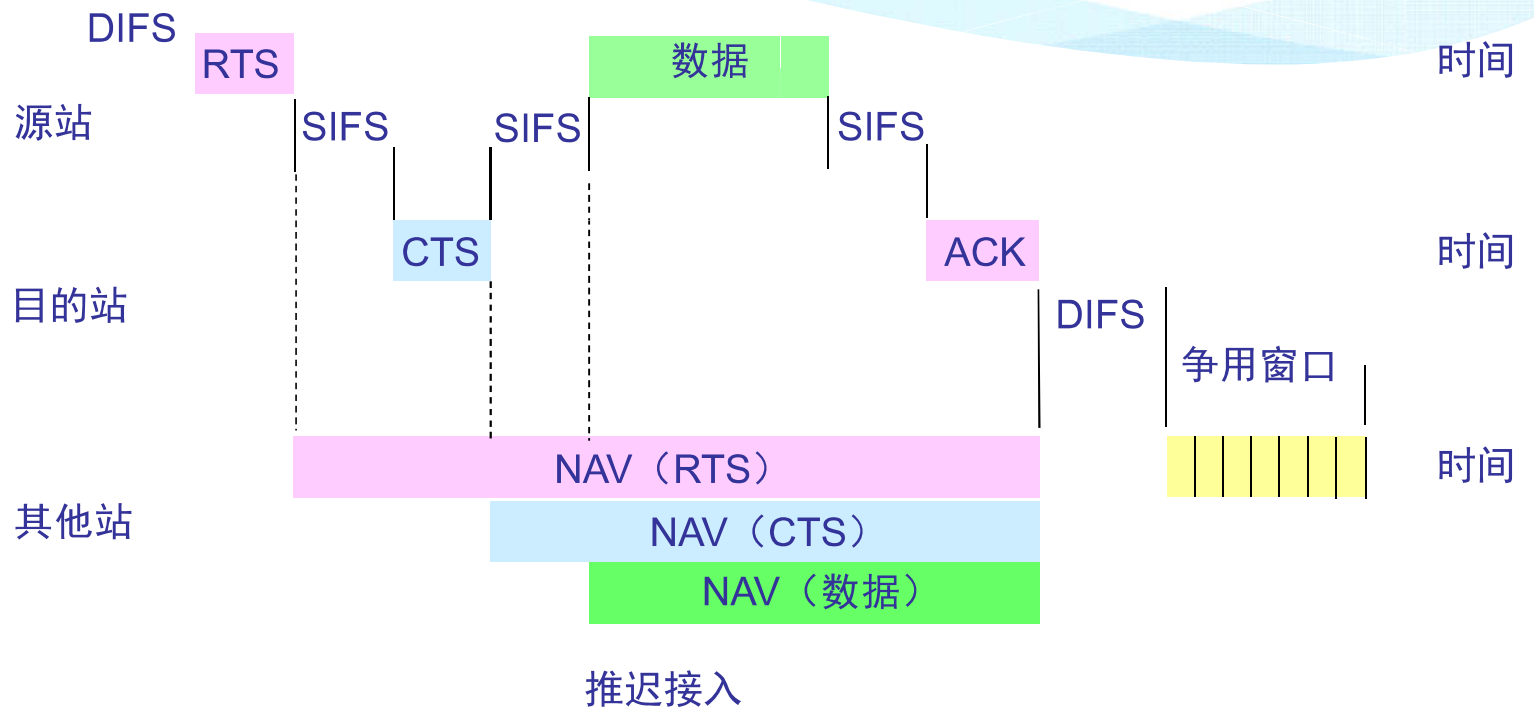 DIFS
RTS
数据
时间
源站
SIFS
SIFS
SIFS
CTS
ACK
时间
目的站
DIFS
争用窗口
NAV（RTS）
时间
其他站
NAV（CTS）
NAV（数据）
推迟接入